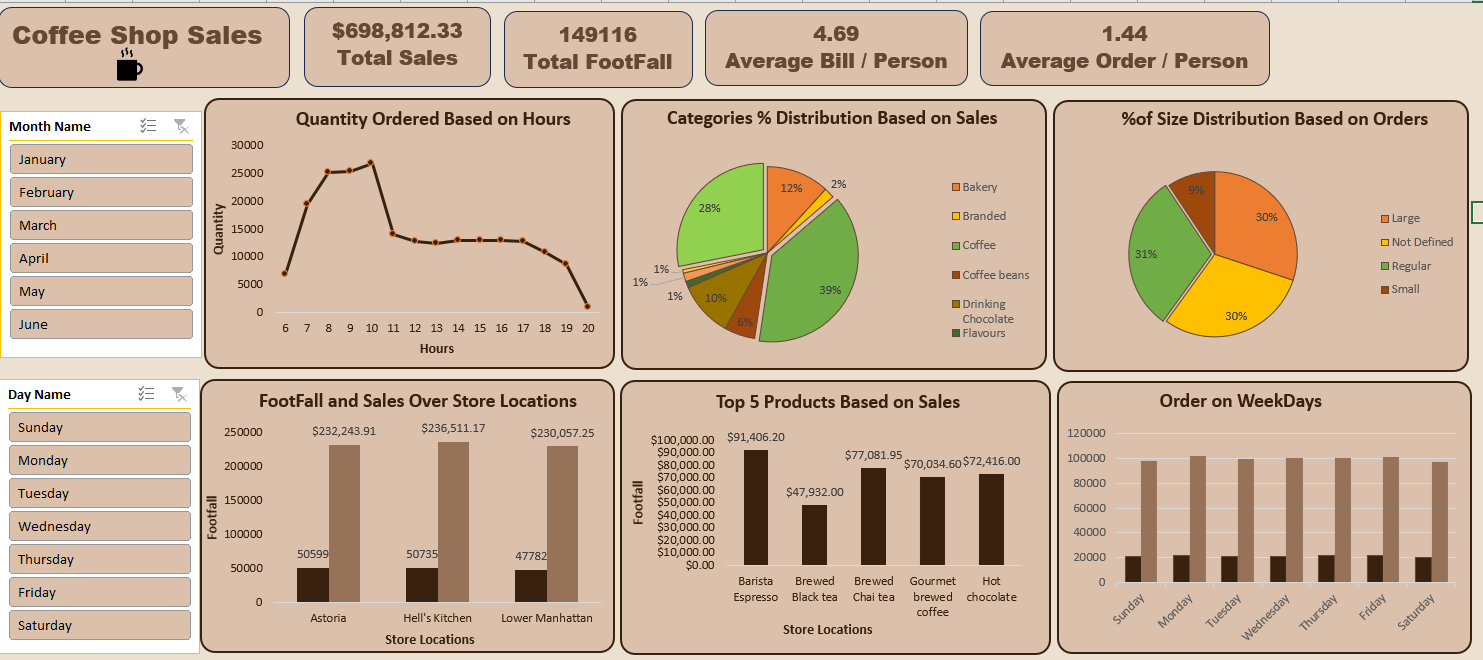 Coffee Shop Sales
$698,812.33
Total Sales
149116
Total FootFall
4.69
Average Bill / Person
1.44
Average Order / Person
Month Name
January
February
March
April
May
June
Quantity Ordered Based on Hours
30000
25000
20000
15000
10000
5000
0
Quantity
6 7 8 9 10 11 12 13 14 15 16 17 18 19 20
Hours
Categories % Distribution Based on Sales
12%
2%
39%
6%
10%
1%
1%
1%
28%
Bakery
Branded
Coffee
Coffee beans
Drinking
Chocolate
Flavours
%of Size Distribution Based on Orders
30%
30%
31%
9%
Large
Not Defined
Regular
Small
Day Name
Sunday
Monday
Tuesday
Wednesday
Thursday
Friday
Saturday
FootFall and Sales Over Store Locations
250000
200000
150000
100000
50000
0
Footfall
$232,243.91
$236,511.17
$230,057.25
50599
50735
47782
Astoria
Hell's Kitchen
Lower Manhattan
Store Locations
Top 5 Products Based on Sales
$100,000.00
$90,000.00
$80,000.00
$70,000.00
$60,000.00
$50,000.00
$40,000.00
$30,000.00
$20,000.00
$10,000.00
$0.00
Footfall
$91,406.20
$47,932.00
$77,081.95
$70,034.60
$72,416.00
Barista
Espresso
Brewed
Black tea
Brewed
Chai tea
Gourmet
brewed
coffee
Hot
chocolate
Store Locations
Order on WeekDays
120000
100000
80000
60000
40000
20000
0
Sunday
Monday
Tuesday
Wednesday
Thursday
Friday
Saturday